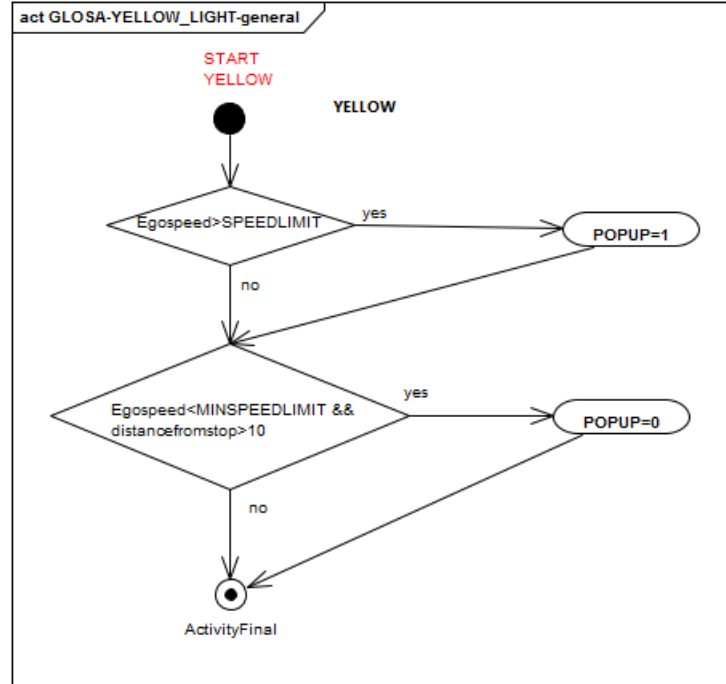 act GLOSA-YELLOW_LIGHT-general
START
YELLOW
YELLOW
Egospeed>SPEEDLIMIT
yes
POPUP=1
no
Egospeed<MINSPEEDLIMIT &&
distancefromstop>10
yes
POPUP=0
no
ActivityFinal